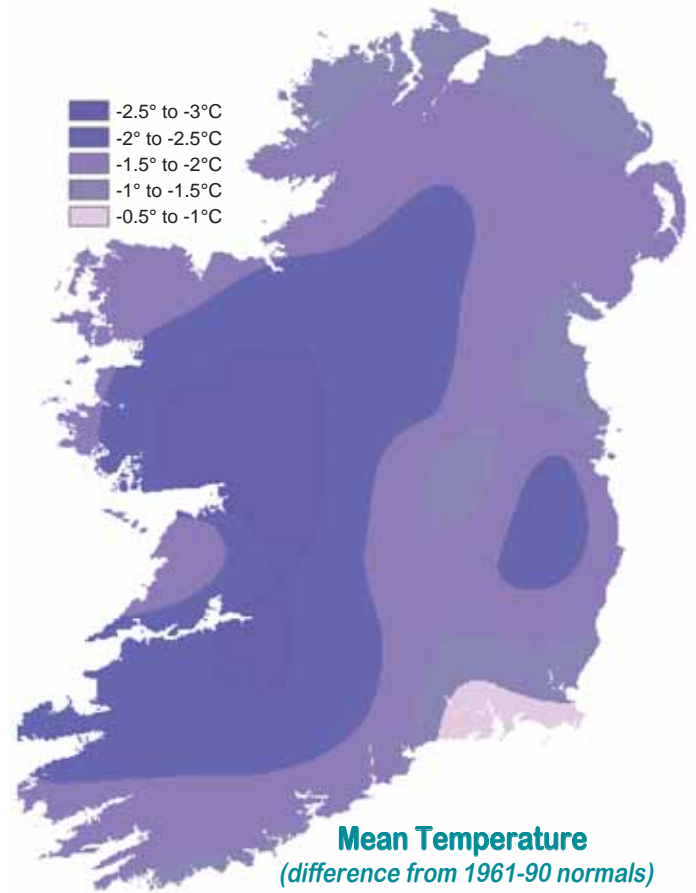 -2.5° to -3°C
-2° to -2.5°C
-1.5° to -2°C
-1° to -1.5°C
-0.5° to -1°C
Mean Temperature
(difference from 1961-90 normals)